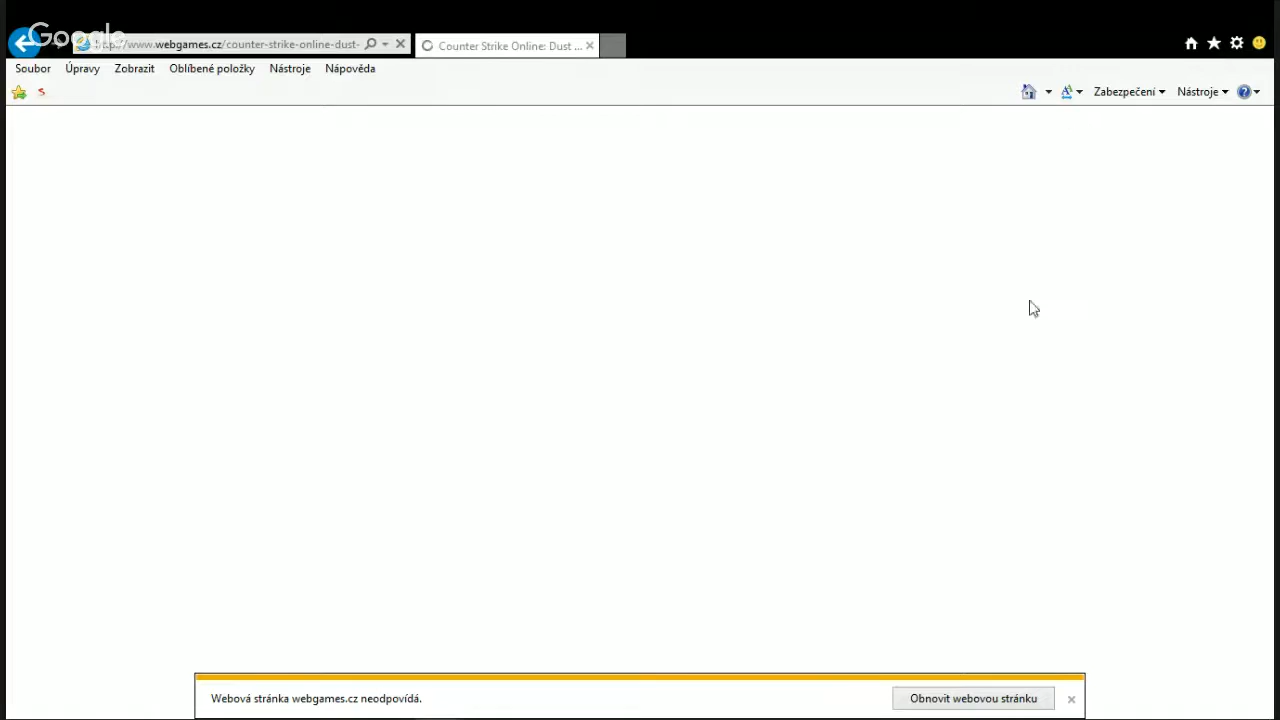 Google
http://www.webgames.cz/counter-strike-online-dust-
Counter Strike Online: Dust ...
Soubor Úpravy Zobrazit Oblíbené položky Nástroje Nápověda
Zabezpečení Nástroje
Webová stránka webgames.cz neodpovídá. Obnovit webovou stránku